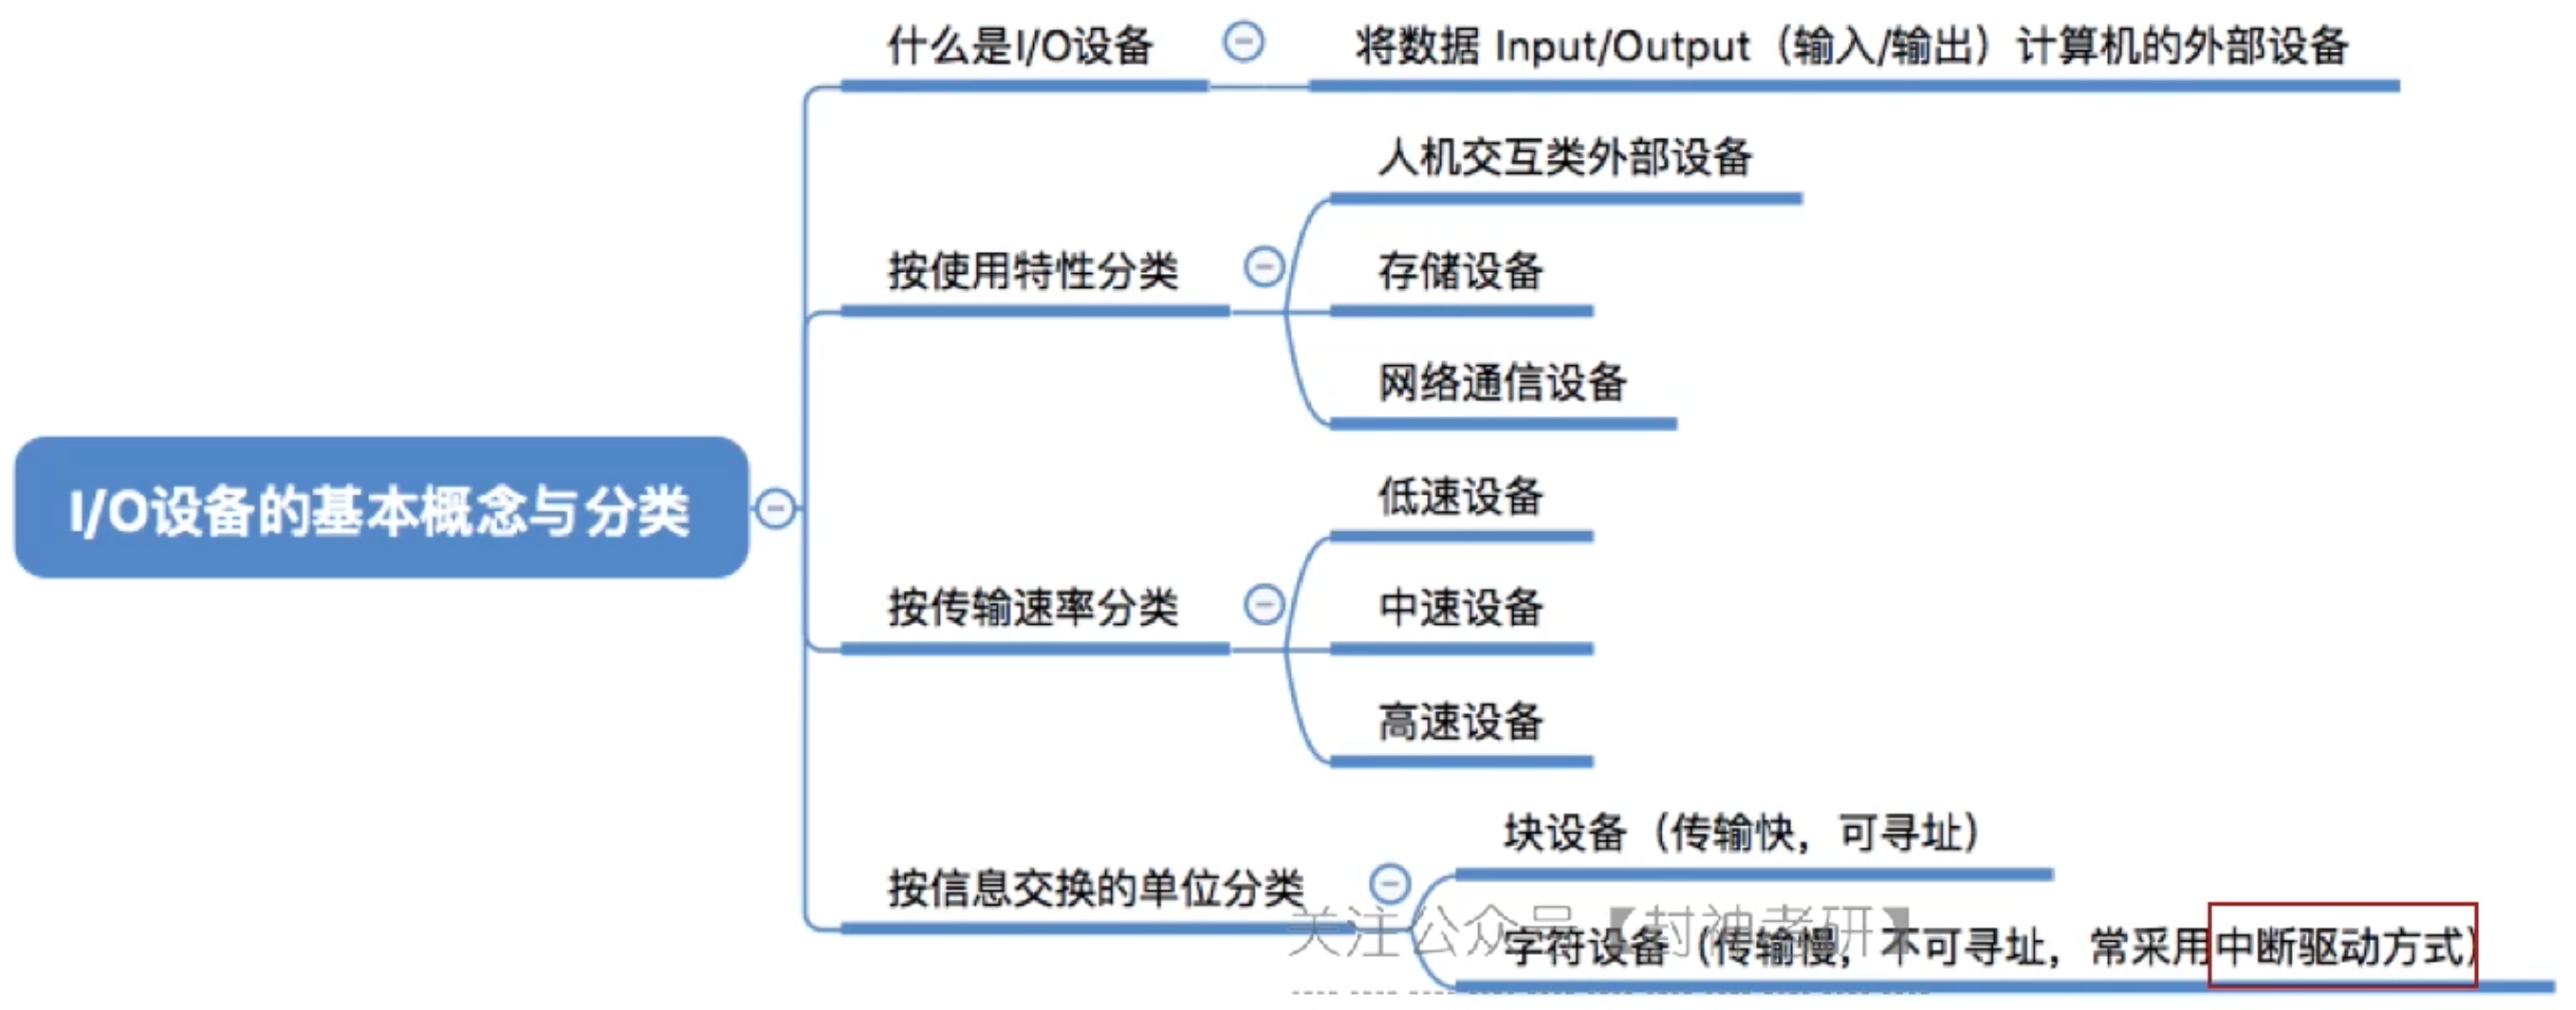 什么是I/O设备
将数据 Input/Output（输入/输出）计算机的外部设备
人机交互类外部设备
按使用特性分类
存储设备
网络通信设备
I/O设备的基本概念与分类
低速设备
按传输速率分类
中速设备
高速设备
块设备（传输快，可寻址）
按信息交换的单位分类
关注公众号【封神考研】
字符设备（传输慢，不可寻址，常采用中断驱动方式）